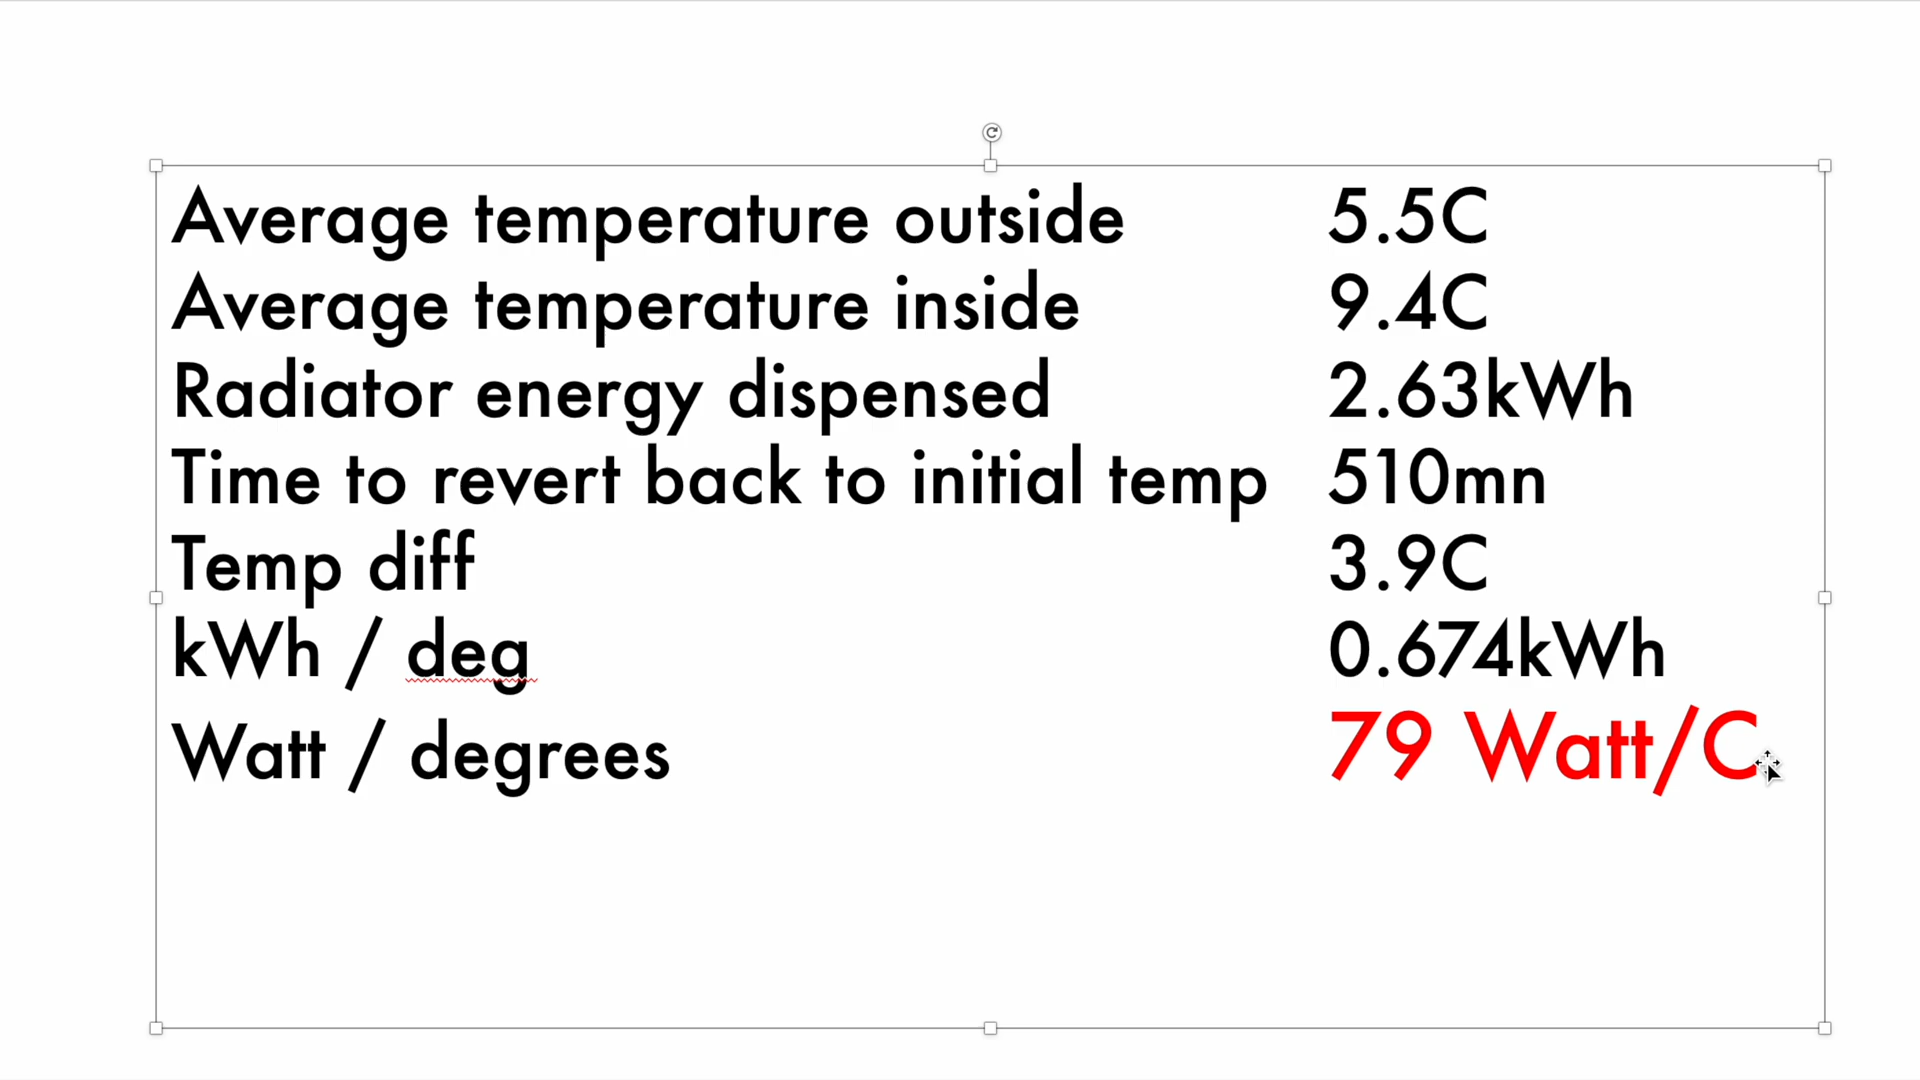 Average temperature outside 5.5C
Average temperature inside 9.4C
Radiator energy dispensed 2.63kWh
Time to revert back to initial temp 510mn
Temp diff 3.9C
kWh / deg 0.674kWh
Watt / degrees 79 Watt/C